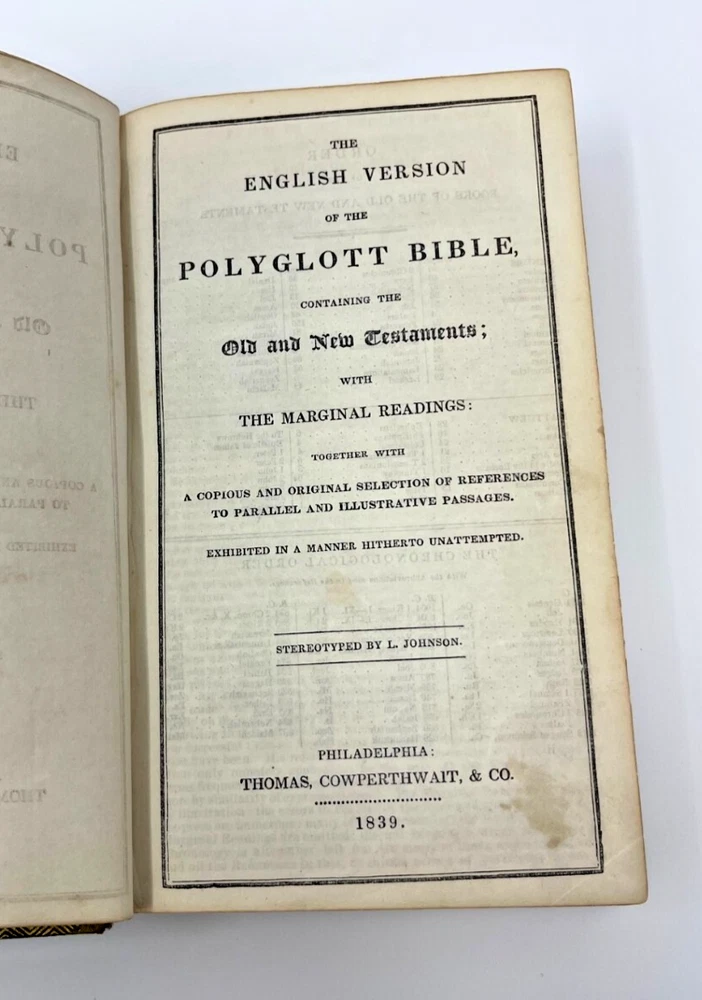 THE
ENGLISH VERSION
OF THE
POLYGLOTT BIBLE,
CONTAINING THE
Old and New Testaments;
WITH
THE MARGINAL READINGS:
TOGETHER WITH
A COPIOUS AND ORIGINAL SELECTION OF REFERENCES
TO PARALLEL AND ILLUSTRATIVE PASSAGES.
EXHIBITED IN A MANNER HITHERTO UNATTEMPTED.
STEREOTYPED BY L. JOHNSON.
PHILADELPHIA:
THOMAS, COWPERTHWAIT, & CO.
1839.